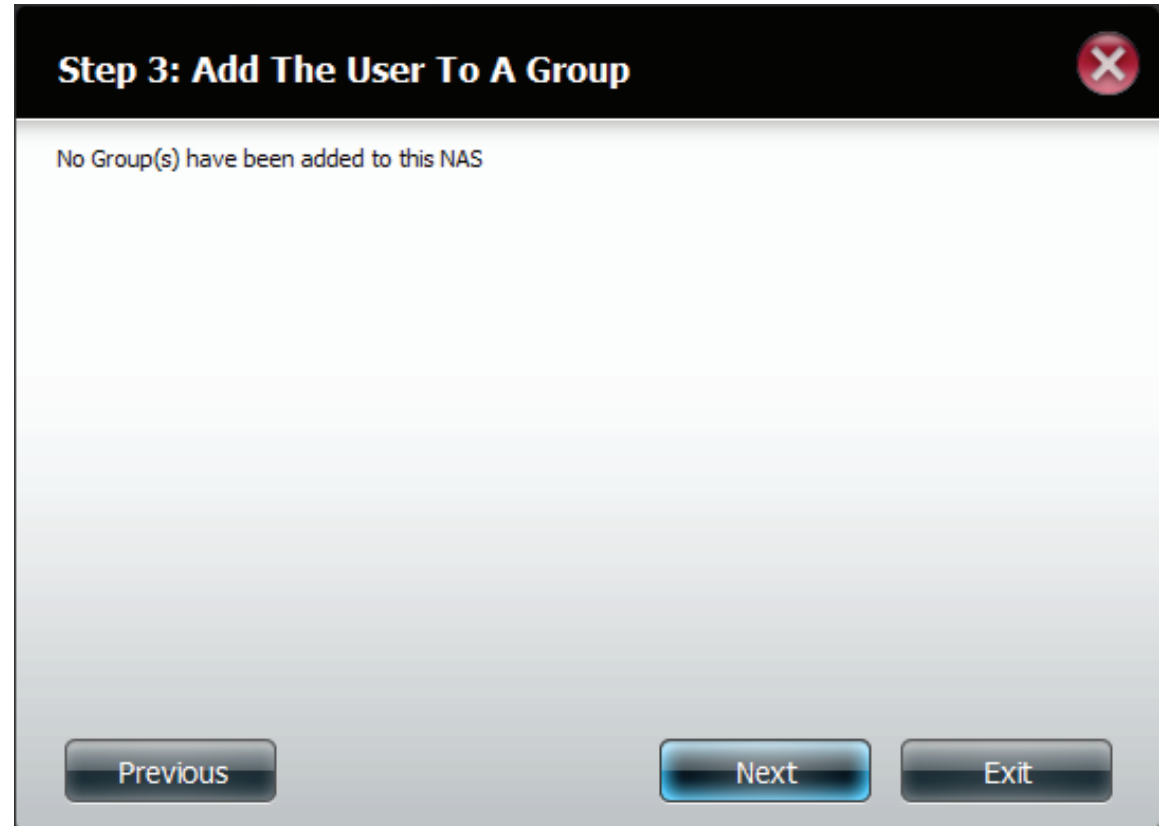 Step 3: Add The User To A Group
No Group(s) have been added to this NAS
Previous
Next
Exit